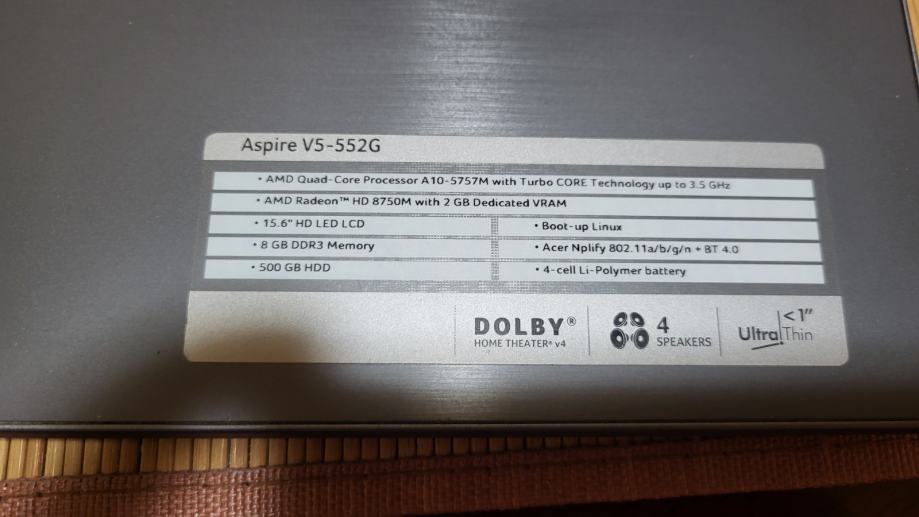 Aspire V5-552G
• AMD Quad-Core Processor A10-5757M with Turbo CORE Technology up to 3.5 GHz
• AMD Radeon™ HD 8750M with 2 GB Dedicated VRAM
• 15.6" HD LED LCD
• Boot-up Linux
• 8 GB DDR3 Memory
• Acer Nplify 802.11a/b/g/n + BT 4.0
• 500 GB HDD
• 4-cell Li-Polymer battery
DOLBY®
HOME THEATER® v4
4
SPEAKERS
<1"
UltraThin